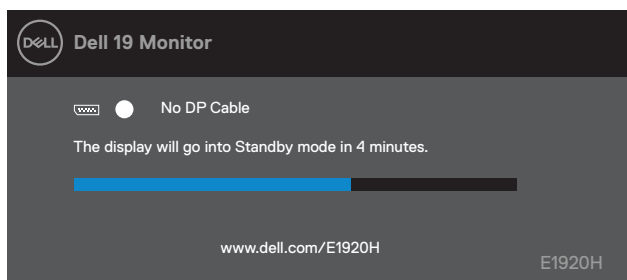 DELL Dell 19 Monitor
No DP Cable
The display will go into Standby mode in 4 minutes.
www.dell.com/E1920H
E1920H